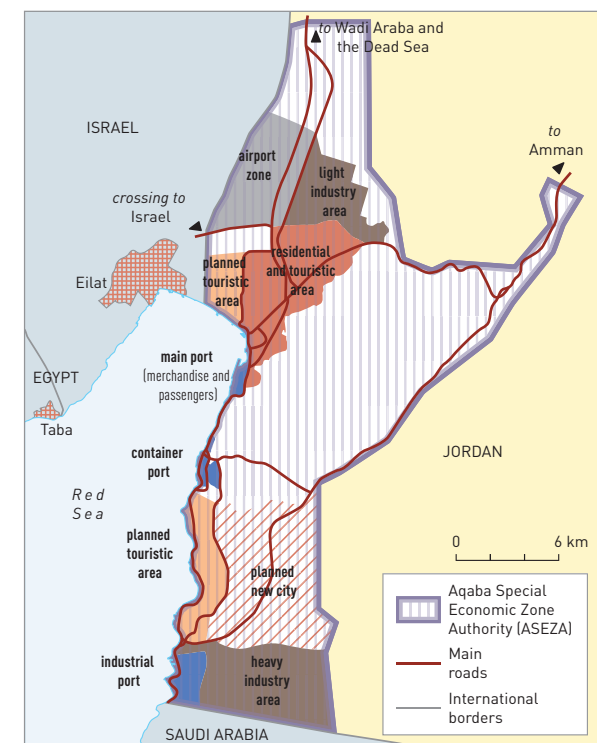 to Wadi Araba and
the Dead Sea
ISRAEL
to
Amman
airport
zone
light
industry
area
crossing to
Israel
residential
and touristic
area
planned
touristic
area
Eilat
main port
(merchandise and
passengers)
EGYPT
Taba
container
port
JORDAN
Red
Sea
planned
touristic
area
planned
new city
0 6 km
Aqaba Special
Economic Zone
Authority (ASEZA)
Main
roads
International
borders
industrial
port
heavy
industry
area
SAUDI ARABIA